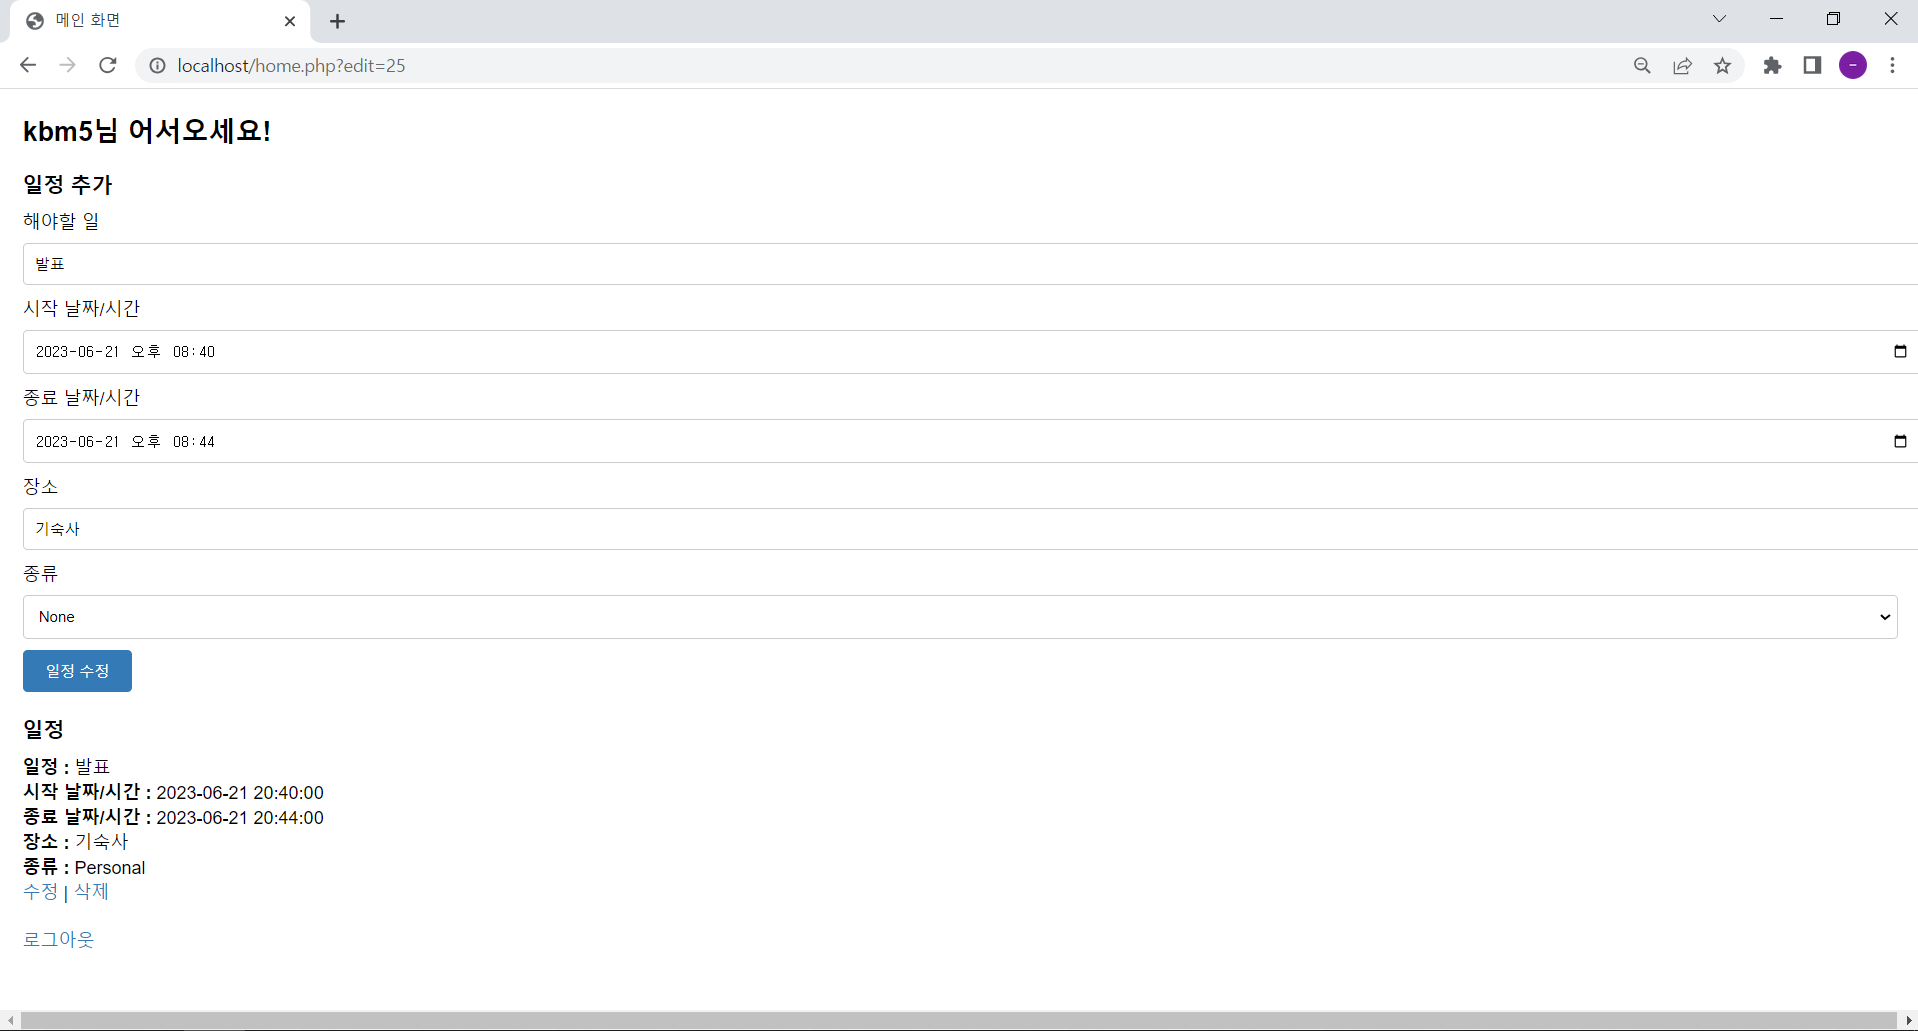 메인 화면
localhost/home.php?edit=25
-
kbm5님 어서오세요!
일정 추가
해야할 일
발표
시작 날짜/시간
2023-06-21 오후 08:40
종료 날짜/시간
2023-06-21 오후 08:44
장소
기숙사
종류
None
일정 수정
일정
일정 : 발표
시작 날짜/시간 : 2023-06-21 20:40:00
종료 날짜/시간 : 2023-06-21 20:44:00
장소 : 기숙사
종류 : Personal
수정 | 삭제
로그아웃